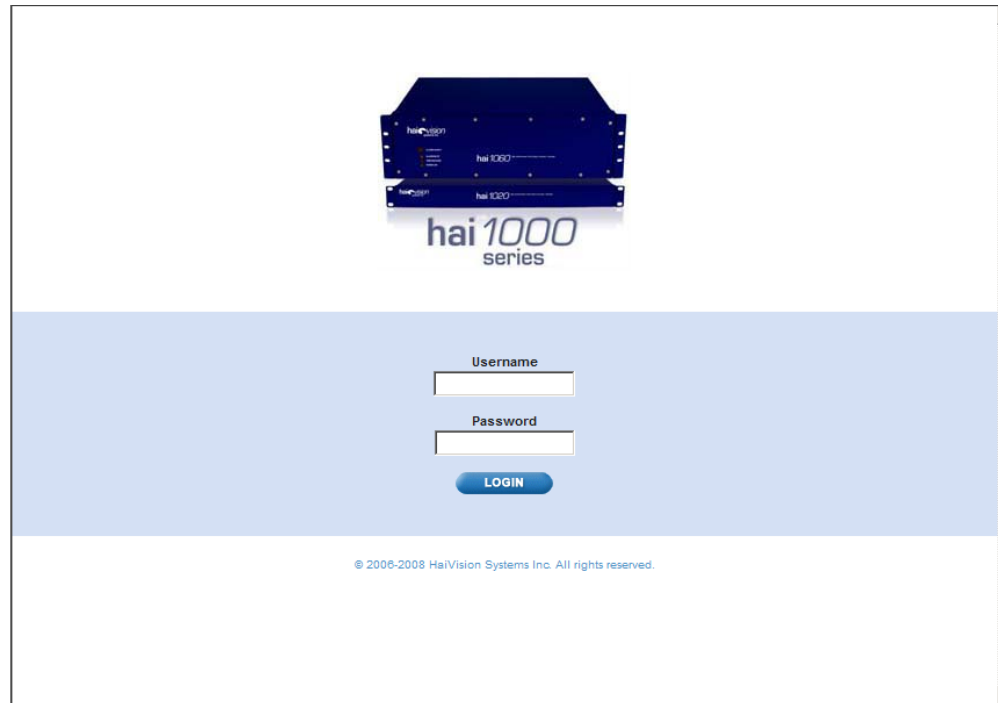 haivision
hai 1060
haivision
hai 1020
hai 1000
series
Username
Password
LOGIN
© 2006-2008 HaiVision Systems Inc. All rights reserved.